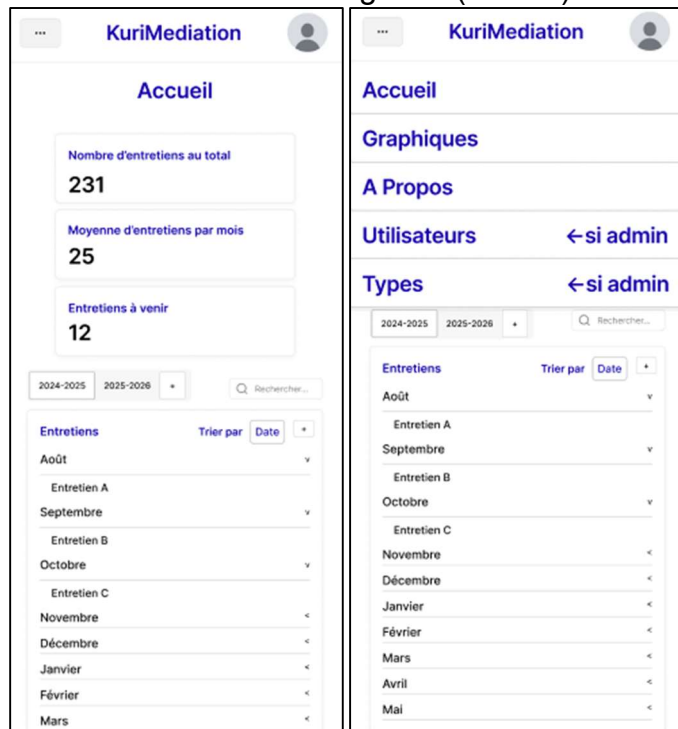 ... KuriMediation
Accueil
Nombre d'entretiens au total
231
Moyenne d'entretiens par mois
25
Entretiens à venir
12
2024-2025 2025-2026 + Rechercher...
Entretiens Trier par Date +
Août v
Entretien A
Septembre v
Entretien B
Octobre v
Entretien C
Novembre <
Décembre <
Janvier <
Février <
Mars <
... KuriMediation
Accueil
Graphiques
A Propos
Utilisateurs ←si admin
Types ←si admin
2024-2025 2025-2026 + Rechercher...
Entretiens Trier par Date +
Août v
Entretien A
Septembre v
Entretien B
Octobre v
Entretien C
Novembre <
Décembre <
Janvier <
Février <
Mars <
Avril <
Mai <